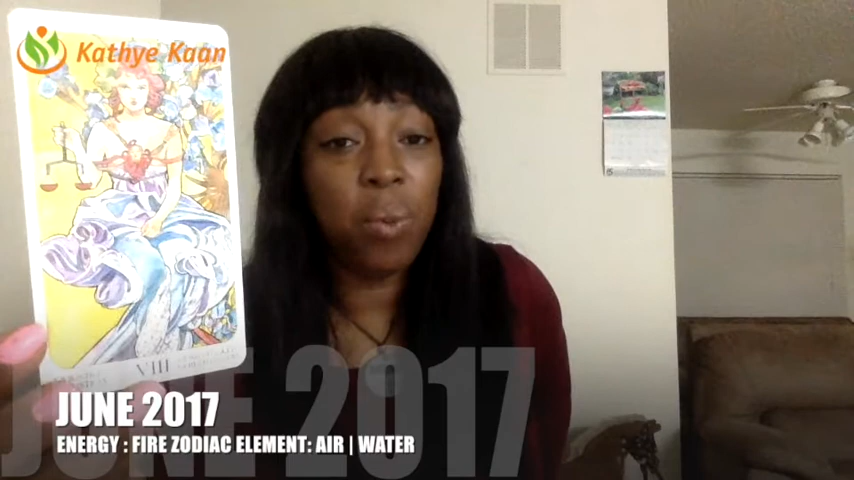 Kathye Kaan
JUNE 2017
JUNE 2017
ENERGY : FIRE ZODIAC ELEMENT: AIR | WATER
VIII